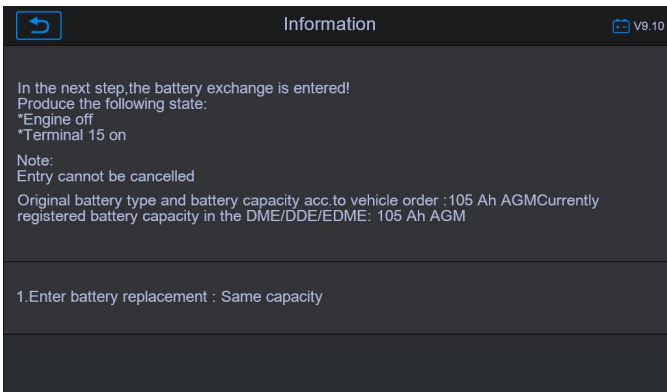 Information
V9.10
In the next step,the battery exchange is entered!
Produce the following state:
*Engine off
*Terminal 15 on
Note:
Entry cannot be cancelled
Original battery type and battery capacity acc.to vehicle order :105 Ah AGMCurrently
registered battery capacity in the DME/DDE/EDME: 105 Ah AGM
1.Enter battery replacement : Same capacity